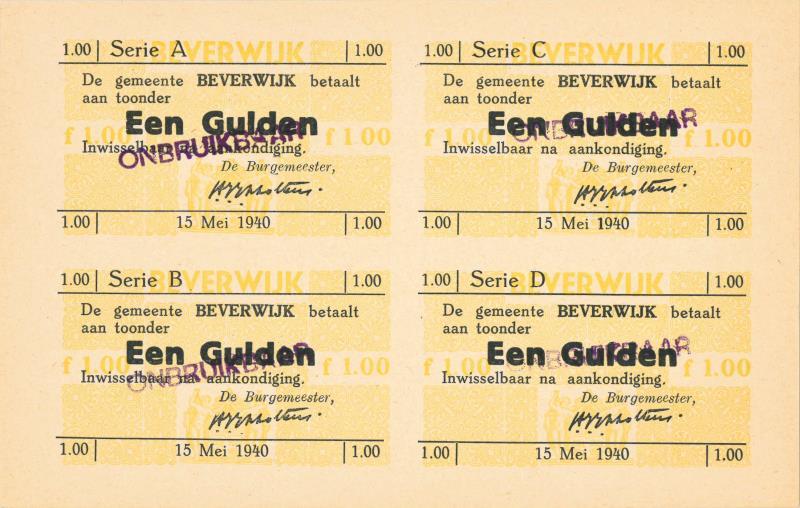 1.00 Serie A BEVERWIJK 1.00
De gemeente BEVERWIJK betaalt
aan toonder
Een Gulden
f 1.00 ONBRUIKBAAR f 1.00
Inwisselbaar na aankondiging.
De Burgemeester,
1.00 15 Mei 1940 1.00
1.00 Serie C BEVERWIJK 1.00
De gemeente BEVERWIJK betaalt
aan toonder
Een Gulden
f 1.00 ONBRUIKBAAR f 1.00
Inwisselbaar na aankondiging.
De Burgemeester,
1.00 15 Mei 1940 1.00
1.00 Serie B BEVERWIJK 1.00
De gemeente BEVERWIJK betaalt
aan toonder
Een Gulden
f 1.00 ONBRUIKBAAR f 1.00
Inwisselbaar na aankondiging.
De Burgemeester,
1.00 15 Mei 1940 1.00
1.00 Serie D BEVERWIJK 1.00
De gemeente BEVERWIJK betaalt
aan toonder
Een Gulden
f 1.00 ONBRUIKBAAR f 1.00
Inwisselbaar na aankondiging.
De Burgemeester,
1.00 15 Mei 1940 1.00